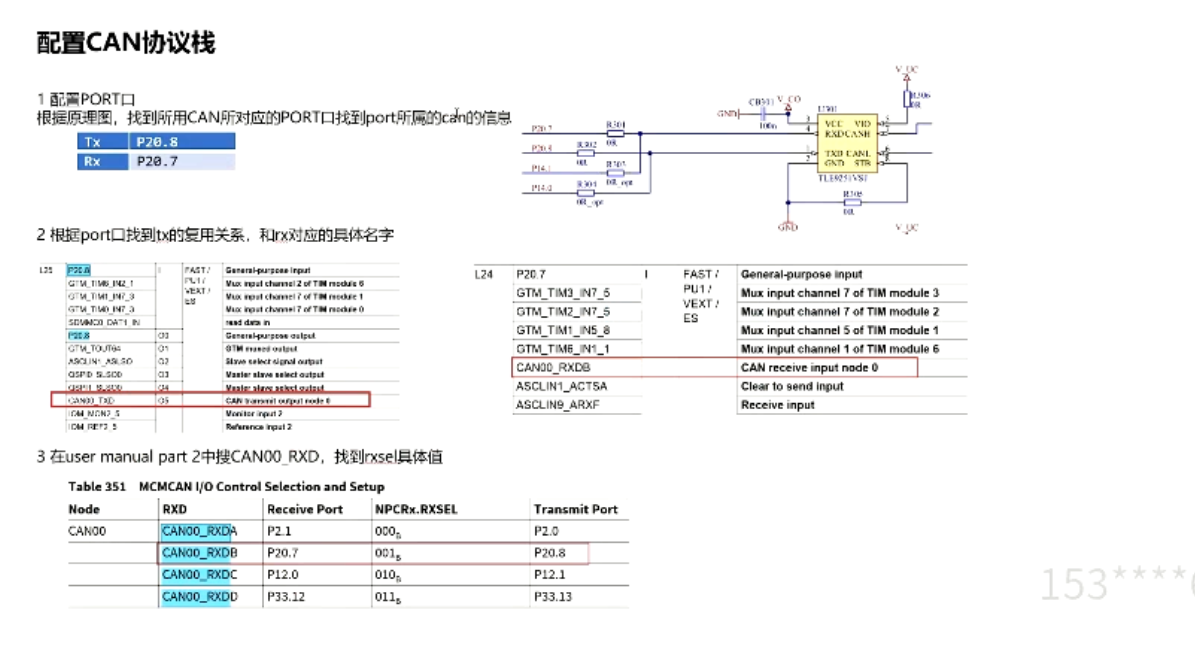 配置CAN协议栈
1 配置PORT口
根据原理图，找到所用CAN所对应的PORT口找到port所属的can的信息
Tx P20.8
Rx P20.7
V_UC
R306
0R
CB301 V_CO
GND
100n
U301
P20.7 R301
0R
P20.8 R302
0R
P14.1 R303
0R_opt
P14.0 R304
0R_opt
3 VCC VIO 5
4 RXD CANH 7
1 TXD CANL 6
2 GND STB 8
TLE9251VSJ
R305
0R
GND
V_UC
2 根据port口找到tx的复用关系，和rx对应的具体名字
L25 P20.8 I FAST / PU1 / VEXT / ES General-purpose input
GTM_TIM6_IN2_1 Mux input channel 2 of TIM module 6
GTM_TIM1_IN7_3 Mux input channel 7 of TIM module 1
GTM_TIM0_IN7_3 Mux input channel 7 of TIM module 0
SDMMC0_DAT1_IN read data in
P20.8 O0 General-purpose output
GTM_TOUT64 O1 GTM muxed output
ASCLIN1_ASLSO O2 Slave select signal output
QSPI0_SLSO0 O3 Master slave select output
QSPI1_SLSO0 O4 Master slave select output
CAN00_TXD O5 CAN transmit output node 0
IOM_MON2_5 Monitor input 2
IOM_REF2_5 Reference input 2
L24 P20.7 I FAST / PU1 / VEXT / ES General-purpose input
GTM_TIM3_IN7_5 Mux input channel 7 of TIM module 3
GTM_TIM2_IN7_5 Mux input channel 7 of TIM module 2
GTM_TIM1_IN5_8 Mux input channel 5 of TIM module 1
GTM_TIM6_IN1_1 Mux input channel 1 of TIM module 6
CAN00_RXDB CAN receive input node 0
ASCLIN1_ACTSA Clear to send input
ASCLIN9_ARXF Receive input
3 在user manual part 2中搜CAN00_RXD，找到rxsel具体值
Table 351 MCMCAN I/O Control Selection and Setup
Node RXD Receive Port NPCRx.RXSEL Transmit Port
CAN00 CAN00_RXDA P2.1 000B P2.0
CAN00_RXDB P20.7 001B P20.8
CAN00_RXDC P12.0 010B P12.1
CAN00_RXDD P33.12 011B P33.13
153****